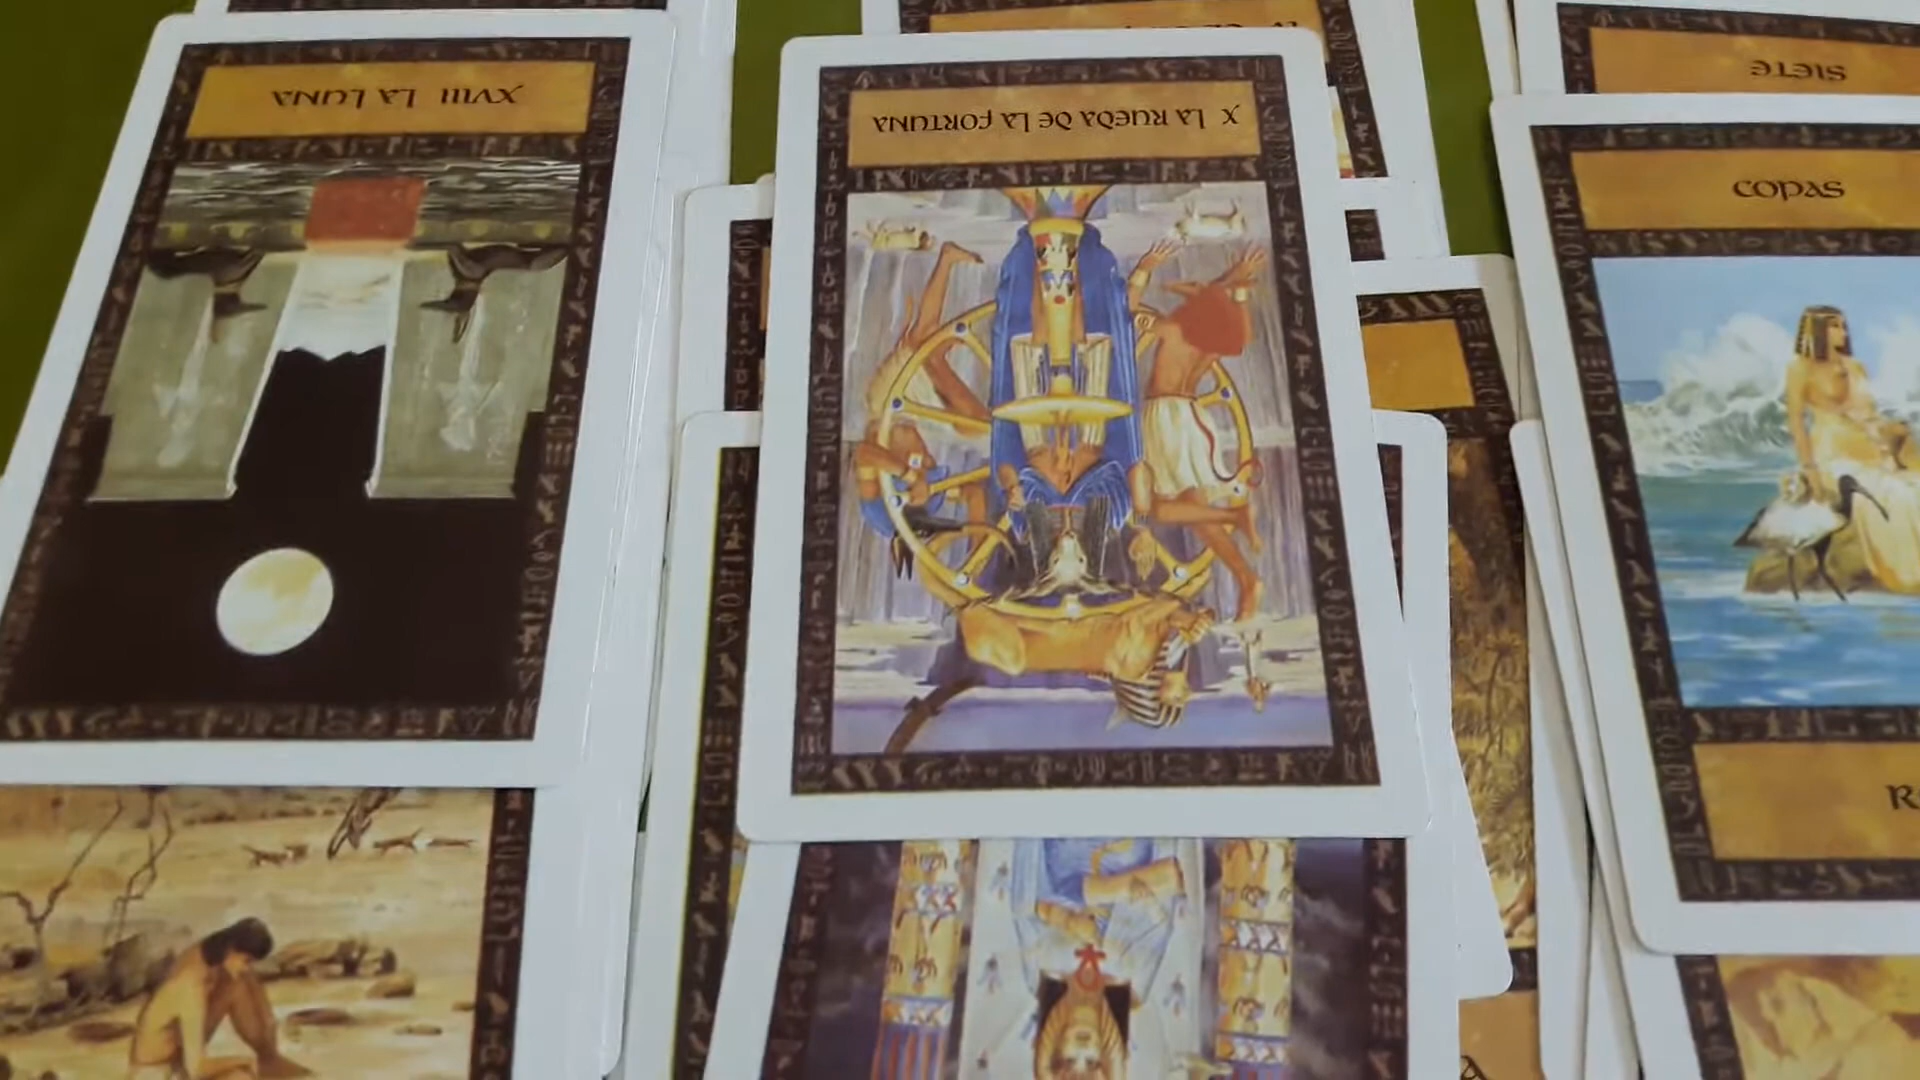 XVIII LA LUNA
X LA RUEDA DE LA FORTUNA
SIETE
COPAS